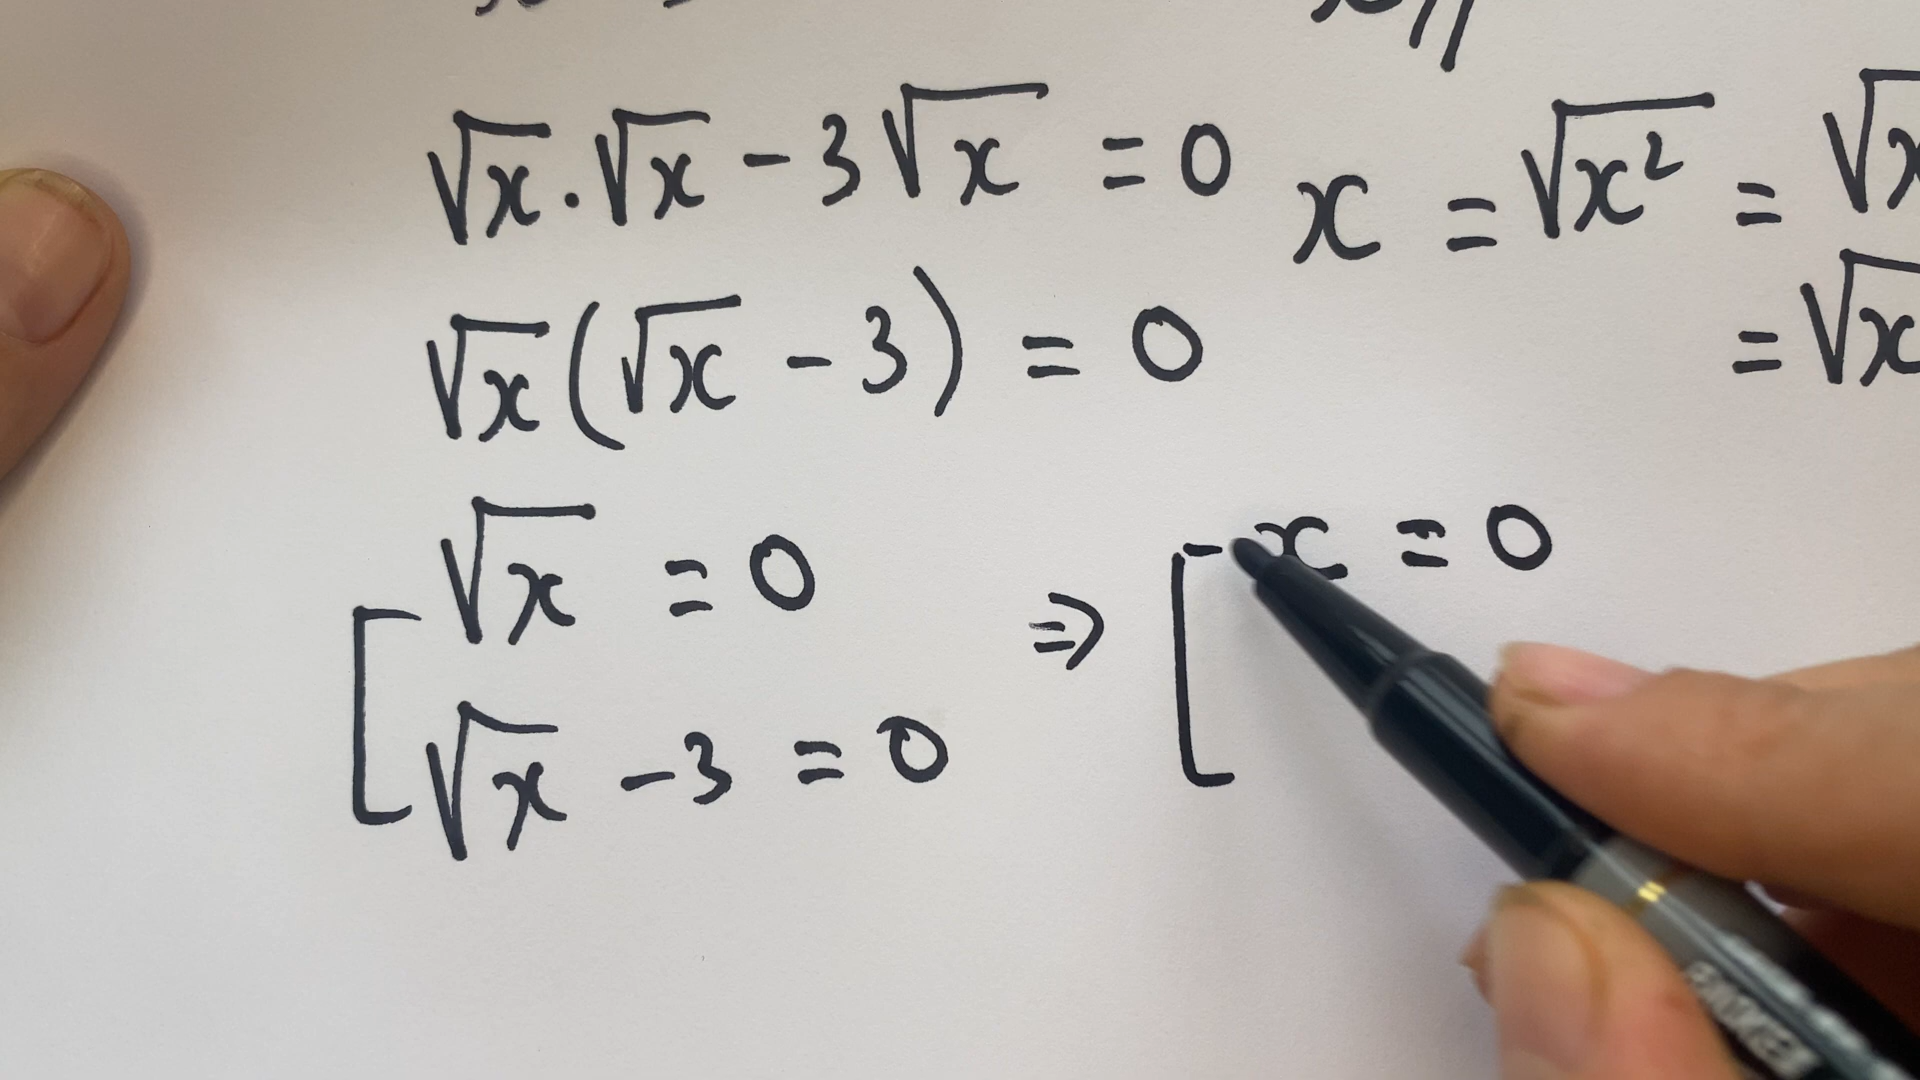 √x · √x - 3√x = 0
x = √x² = √x
= √x
√x (√x - 3) = 0
√x = 0
√x - 3 = 0
⇒ [ x = 0